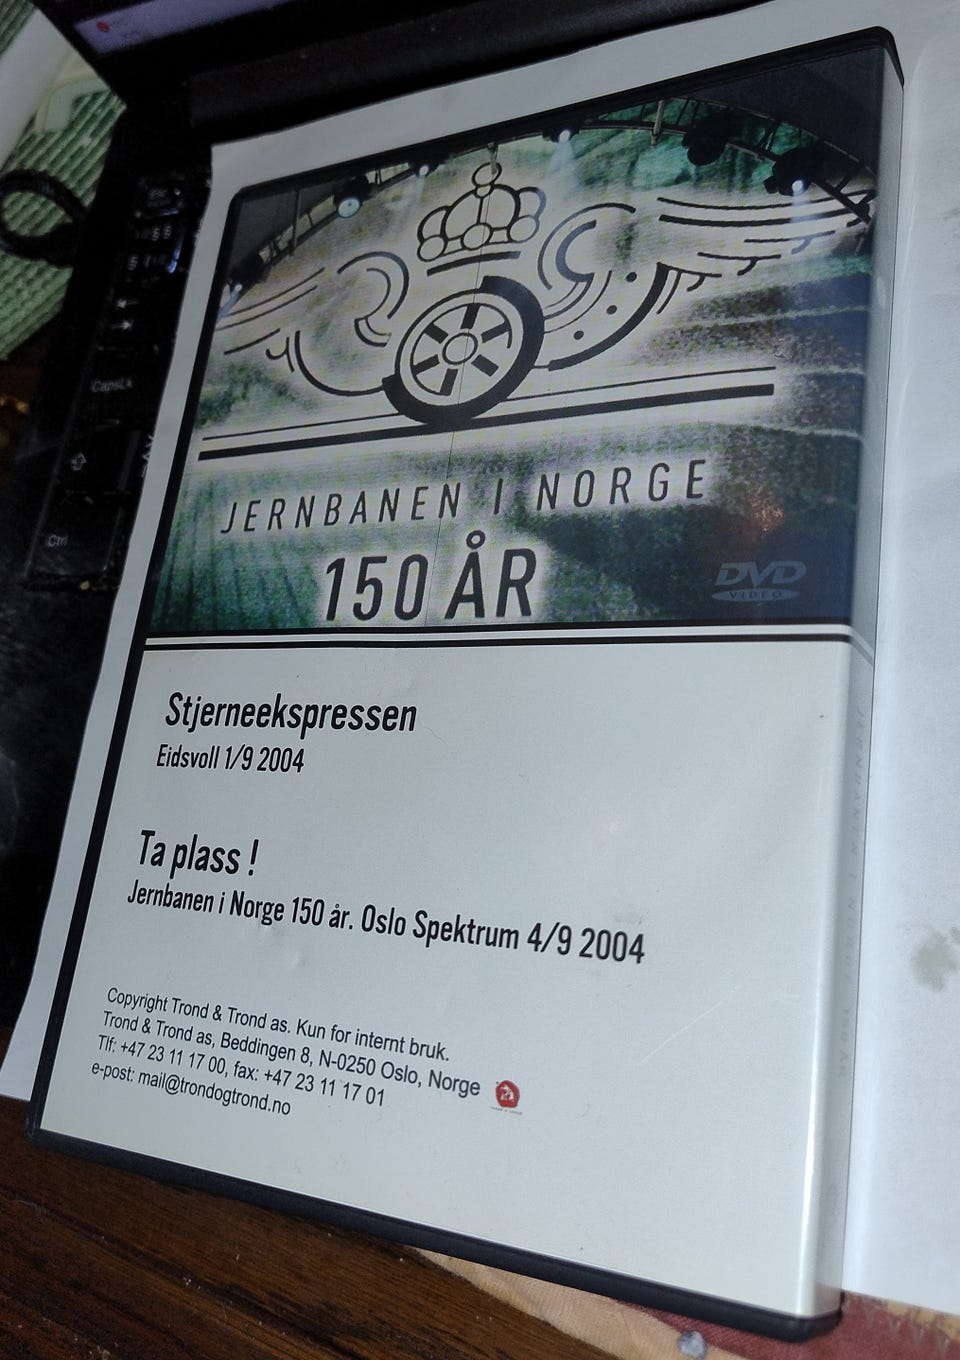 JERNBANEN I NORGE
150 ÅR
DVD
VIDEO
Stjerneekspressen
Eidsvoll 1/9 2004
Ta plass !
Jernbanen i Norge 150 år. Oslo Spektrum 4/9 2004
Copyright Trond & Trond as. Kun for internt bruk.
Trond & Trond as, Beddingen 8, N-0250 Oslo, Norge
Tlf: +47 23 11 17 00, fax: +47 23 11 17 01
e-post: mail@trondogtrond.no
CapsLk
Ctrl